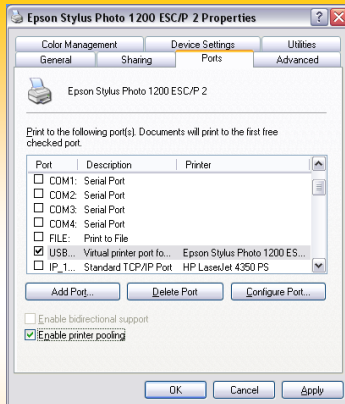 Epson Stylus Photo 1200 ESC/P 2 Properties
Color Management Device Settings Utilities
General Sharing Ports Advanced
Epson Stylus Photo 1200 ESC/P 2
Print to the following port(s). Documents will print to the first free
checked port.
Port Description Printer
COM1: Serial Port
COM2: Serial Port
COM3: Serial Port
COM4: Serial Port
FILE: Print to File
USB... Virtual printer port fo... Epson Stylus Photo 1200 ES...
IP_1... Standard TCP/IP Port HP LaserJet 4350 PS
Add Port... Delete Port Configure Port...
Enable bidirectional support
Enable printer pooling
OK Cancel Apply